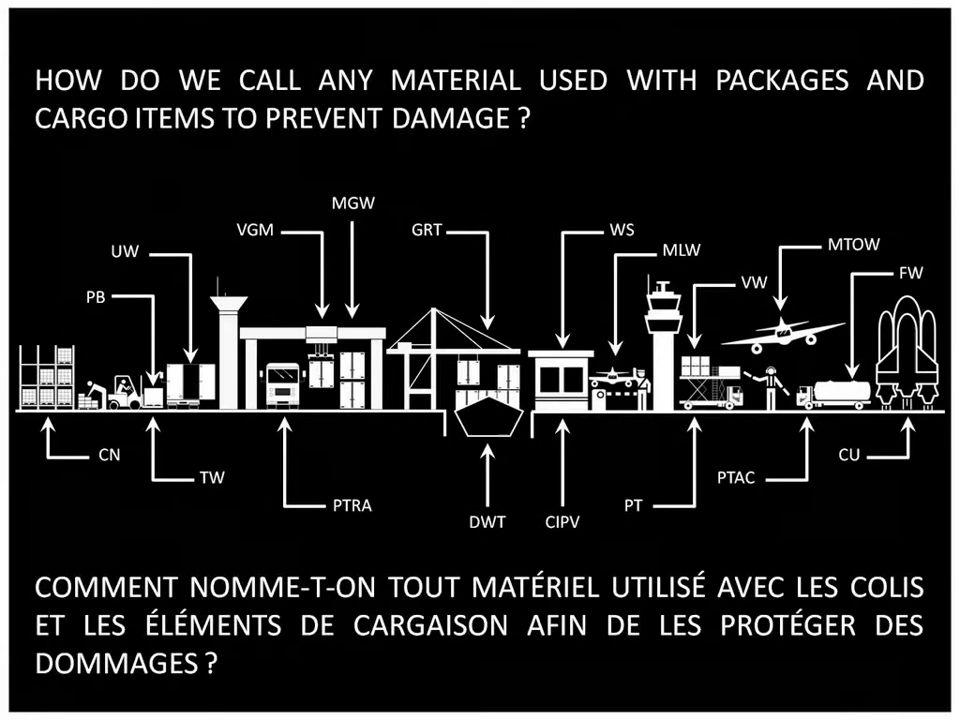 HOW DO WE CALL ANY MATERIAL USED WITH PACKAGES AND
CARGO ITEMS TO PREVENT DAMAGE ?
MGW
VGM
GRT
WS
UW
MLW
MTOW
PB
VW
FW
CN
TW
PTRA
DWT
CIPV
PT
PTAC
CU
COMMENT NOMME-T-ON TOUT MATÉRIEL UTILISÉ AVEC LES COLIS
ET LES ÉLÉMENTS DE CARGAISON AFIN DE LES PROTÉGER DES
DOMMAGES ?